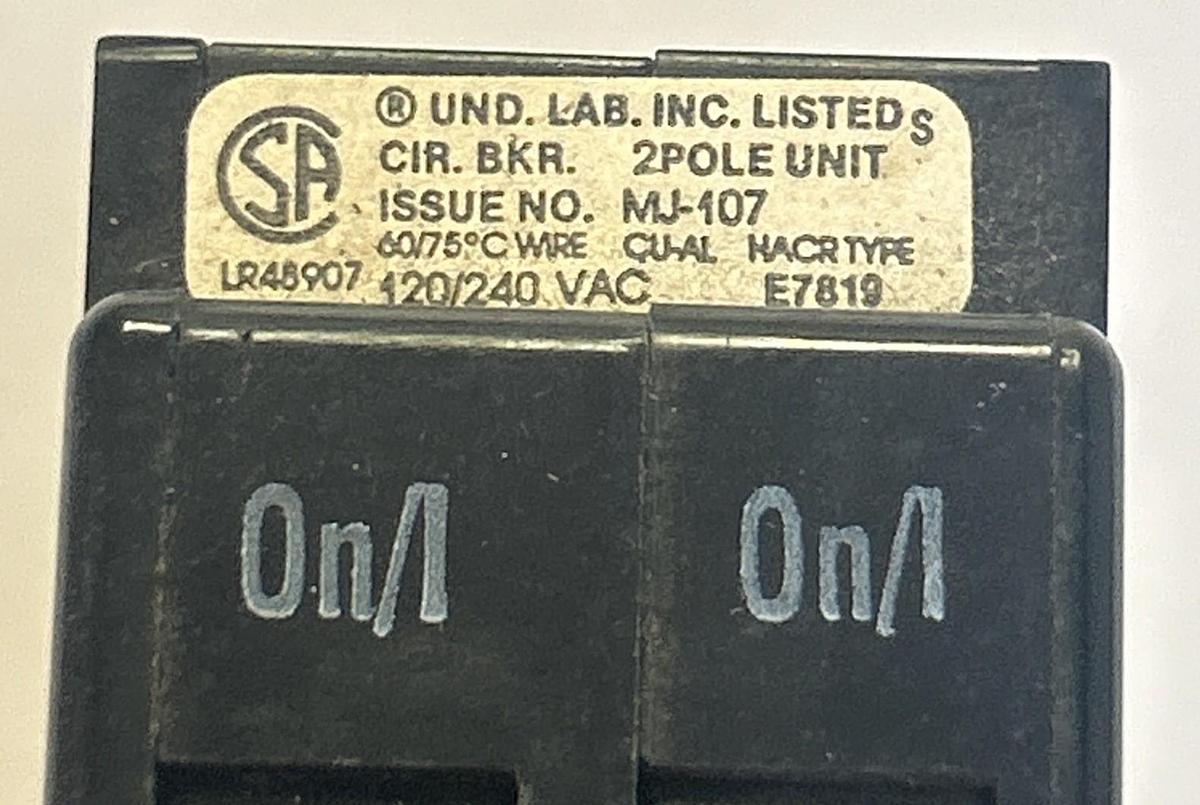 ® UND. LAB. INC. LISTED S
SA
CIR. BKR. 2POLE UNIT
ISSUE NO. MJ-107
60/75°C WIRE CU-AL HACR TYPE
LR48907 120/240 VAC E7819
On/I On/I